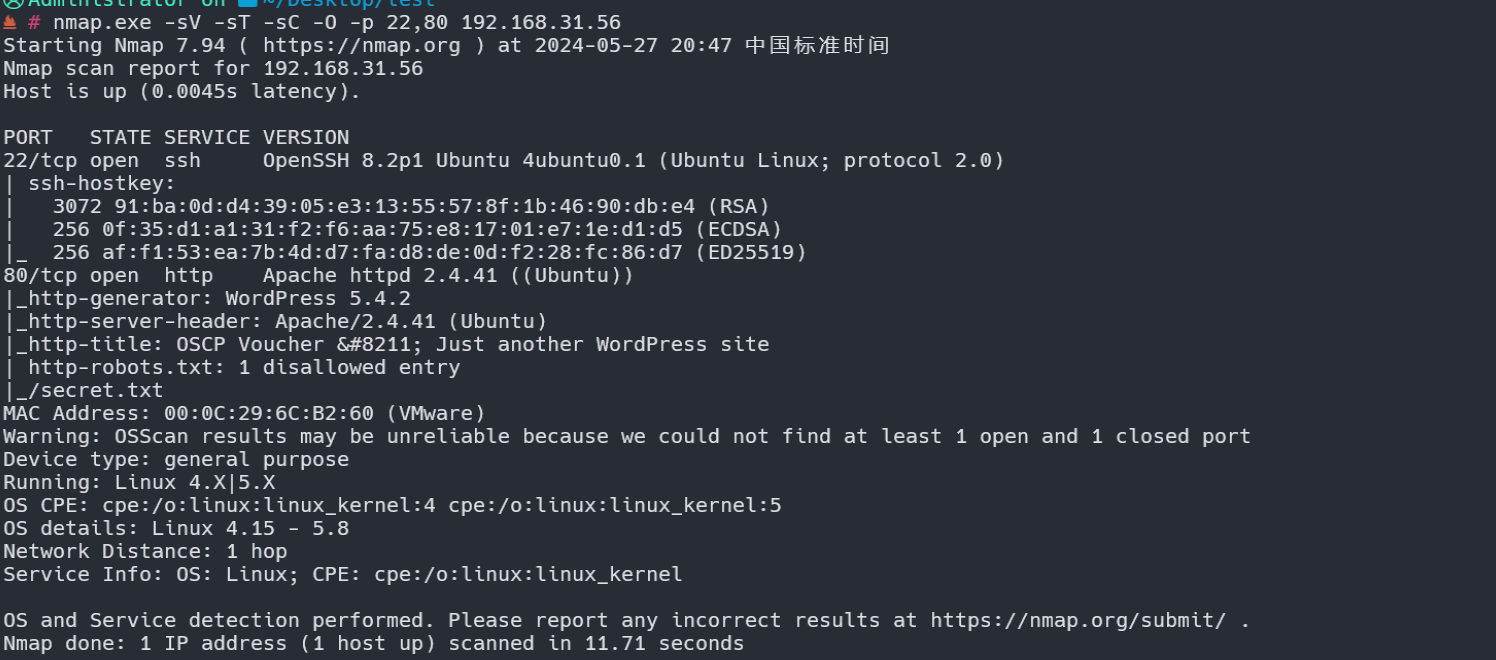 Administrator on ~/Desktop/test
# nmap.exe -sV -sT -sC -O -p 22,80 192.168.31.56
Starting Nmap 7.94 ( https://nmap.org ) at 2024-05-27 20:47 中国标准时间
Nmap scan report for 192.168.31.56
Host is up (0.0045s latency).
PORT   STATE SERVICE VERSION
22/tcp open  ssh     OpenSSH 8.2p1 Ubuntu 4ubuntu0.1 (Ubuntu Linux; protocol 2.0)
| ssh-hostkey:
|   3072 91:ba:0d:d4:39:05:e3:13:55:57:8f:1b:46:90:db:e4 (RSA)
|   256 0f:35:d1:a1:31:f2:f6:aa:75:e8:17:01:e7:1e:d1:d5 (ECDSA)
|_  256 af:f1:53:ea:7b:4d:d7:fa:d8:de:0d:f2:28:fc:86:d7 (ED25519)
80/tcp open  http    Apache httpd 2.4.41 ((Ubuntu))
|_http-generator: WordPress 5.4.2
|_http-server-header: Apache/2.4.41 (Ubuntu)
|_http-title: OSCP Voucher &#8211; Just another WordPress site
| http-robots.txt: 1 disallowed entry
|_/secret.txt
MAC Address: 00:0C:29:6C:B2:60 (VMware)
Warning: OSScan results may be unreliable because we could not find at least 1 open and 1 closed port
Device type: general purpose
Running: Linux 4.X|5.X
OS CPE: cpe:/o:linux:linux_kernel:4 cpe:/o:linux:linux_kernel:5
OS details: Linux 4.15 - 5.8
Network Distance: 1 hop
Service Info: OS: Linux; CPE: cpe:/o:linux:linux_kernel
OS and Service detection performed. Please report any incorrect results at https://nmap.org/submit/ .
Nmap done: 1 IP address (1 host up) scanned in 11.71 seconds